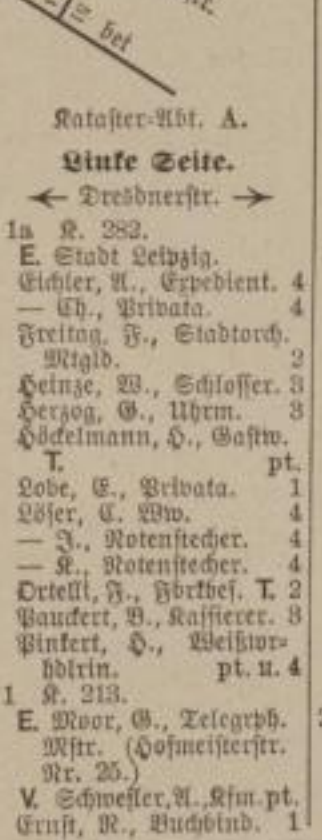 bet
Kataster-Abt. A.
Linke Seite.
← Dresdnerstr. →
1a K. 282.
E. Stadt Leipzig.
Eichler, A., Expedient. 4
— Ch., Privata. 4
Freitag, F., Stadtorch.
Mtgld. 2
Heinze, W., Schlosser. 3
Herzog, G., Uhrm. 3
Höckelmann, H., Gastw.
T. pt.
Lobe, E., Privata. 1
Löser, C. Ww. 4
— J., Notenstecher. 4
— K., Notenstecher. 4
Ortelli, F., Fbrkbes. T. 2
Pauckert, B., Kassierer. 3
Pinkert, H., Weißwr-
hdlrin. pt. u. 4
1 K. 213.
E. Moor, G., Telegrph.
Mstr. (Hofmeisterstr.
Nr. 25.)
V. Schweßler, A., Kfm. pt.
Ernst, R., Buchbind. 1